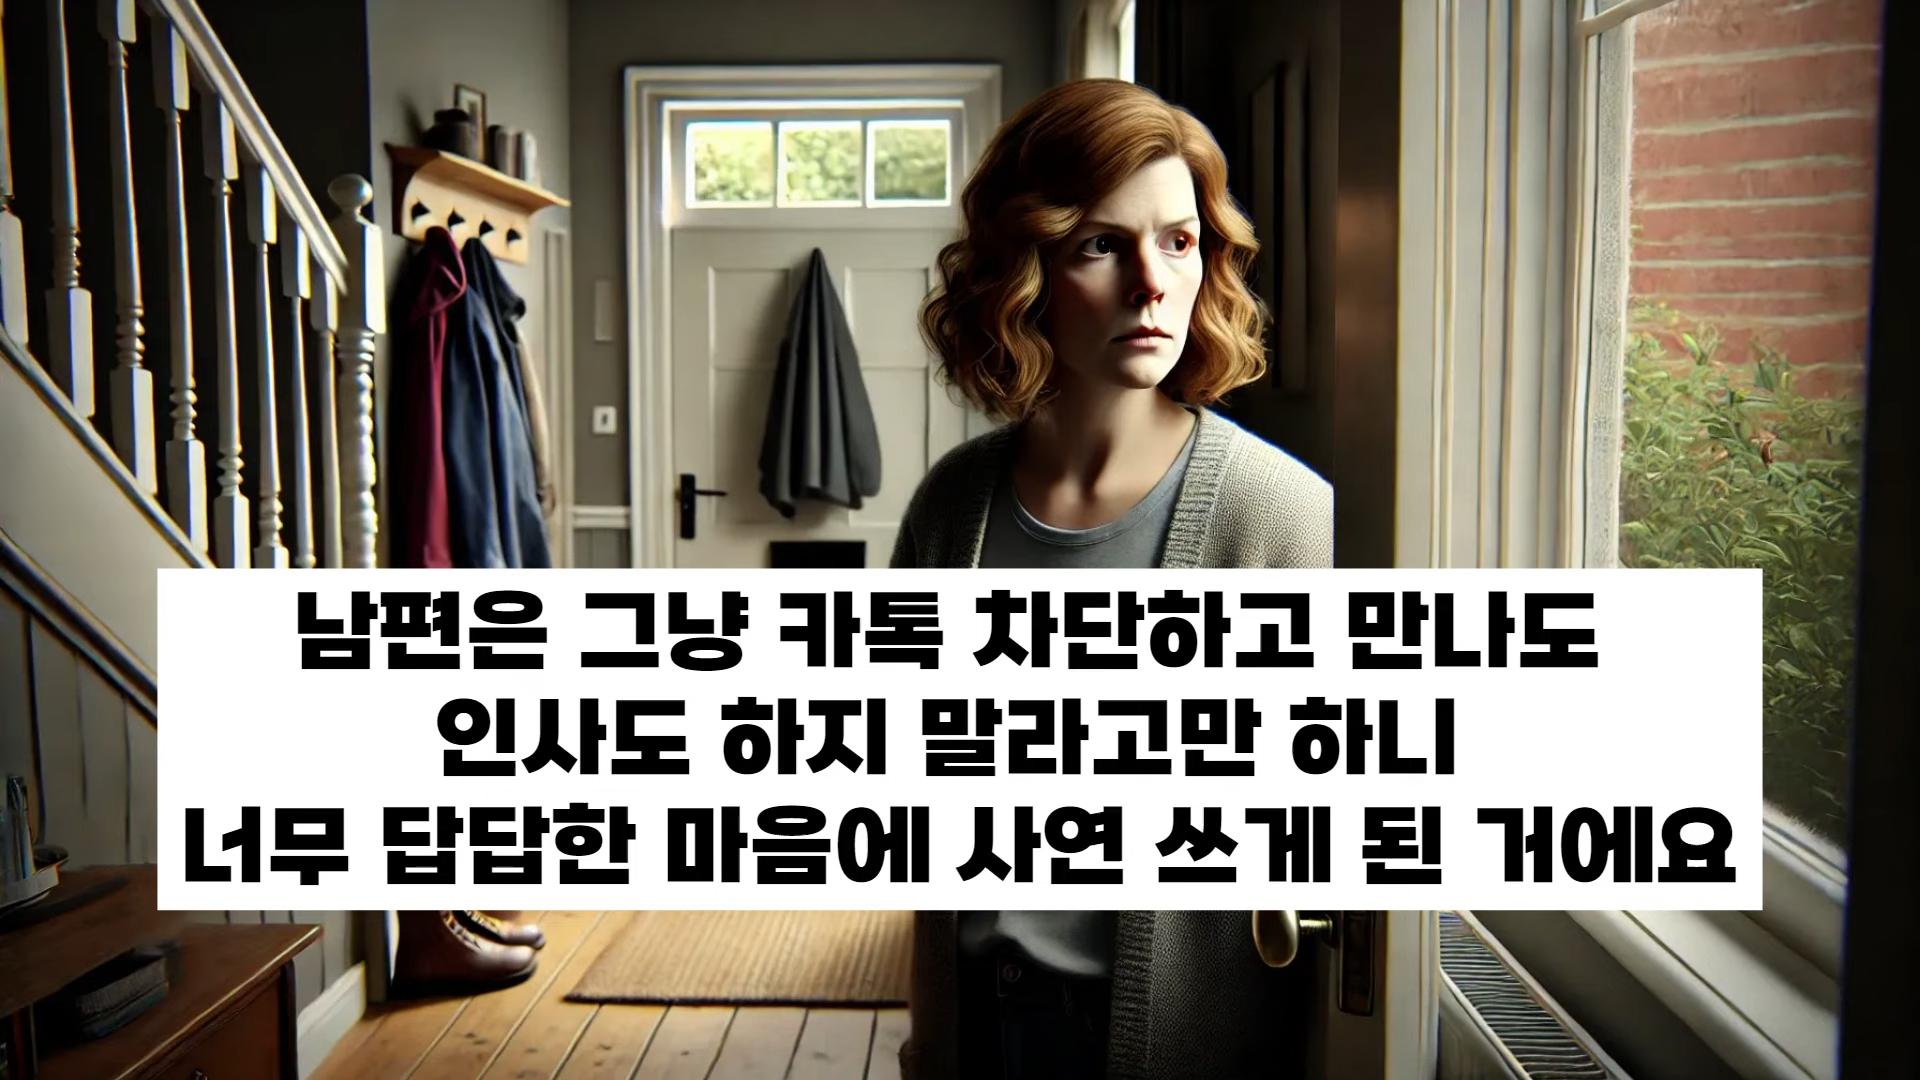 남편은 그냥 카톡 차단하고 만나도
인사도 하지 말라고만 하니
너무 답답한 마음에 사연 쓰게 된 거에요